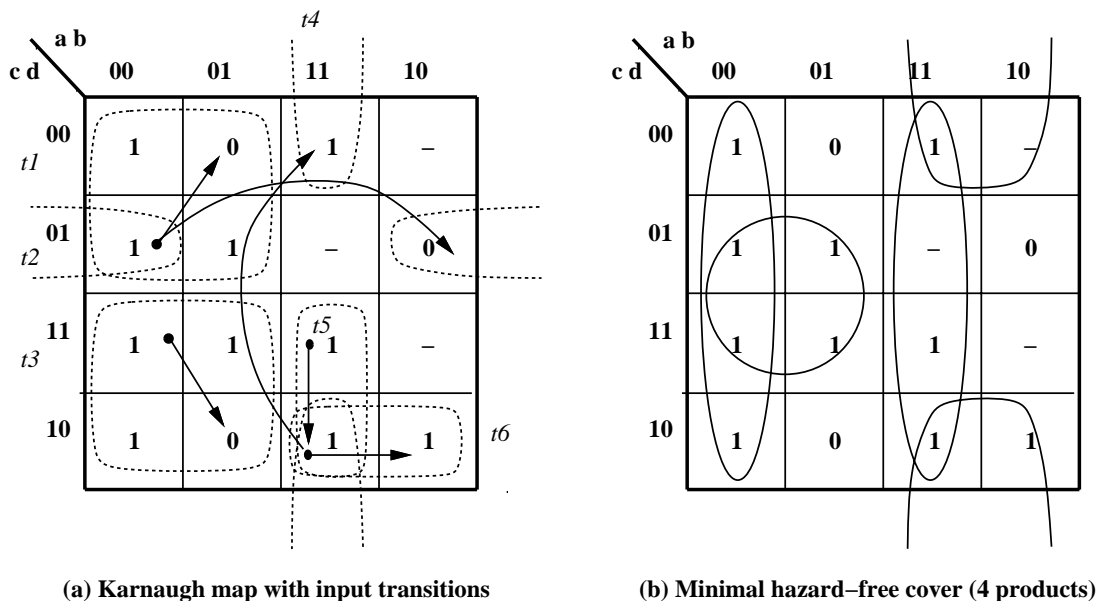 t4
a b
c d 00 01 11 10
00 1 0 1 –
t1
01 1 1 – 0
t2
t5
11 1 1 1 –
t3
10 1 0 1 1 t6
(a) Karnaugh map with input transitions
a b
c d 00 01 11 10
00 1 0 1 –
01 1 1 – 0
11 1 1 1 –
10 1 0 1 1
(b) Minimal hazard–free cover (4 products)